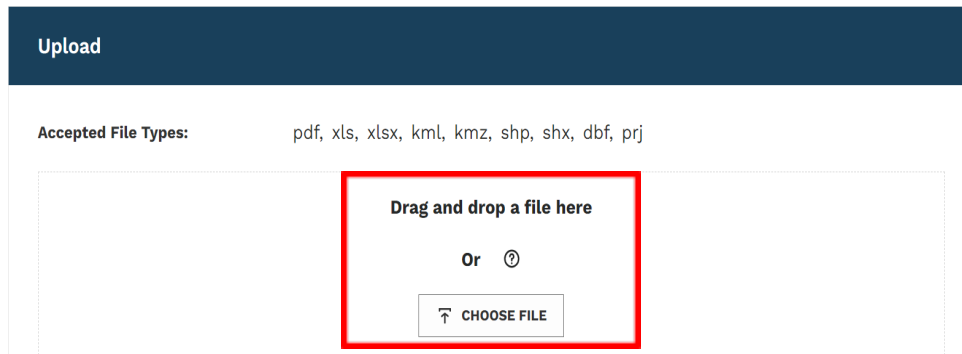 Upload
Accepted File Types: pdf, xls, xlsx, kml, kmz, shp, shx, dbf, prj
Drag and drop a file here
Or ?
CHOOSE FILE